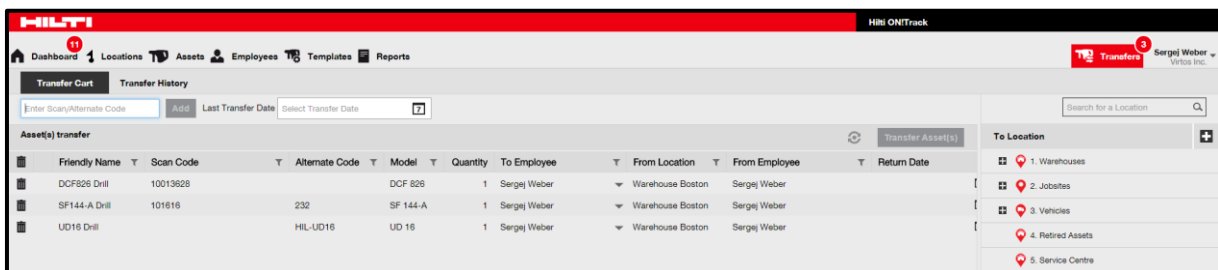 HILTI
Hilti ON!Track
11
3
Dashboard Locations Assets Employees Templates Reports
Transfers
Sergej Weber
Virtos Inc.
Transfer Cart Transfer History
Enter Scan/Alternate Code Add Last Transfer Date Select Transfer Date 7
Search for a Location
Asset(s) transfer Transfer Asset(s)
To Location
Friendly Name Scan Code Alternate Code Model Quantity To Employee From Location From Employee Return Date
DCF826 Drill 10013628 DCF 826 1 Sergej Weber Warehouse Boston Sergej Weber
SF144-A Drill 101616 232 SF 144-A 1 Sergej Weber Warehouse Boston Sergej Weber
UD16 Drill HIL-UD16 UD 16 1 Sergej Weber Warehouse Boston Sergej Weber
1. Warehouses
2. Jobsites
3. Vehicles
4. Retired Assets
5. Service Centre